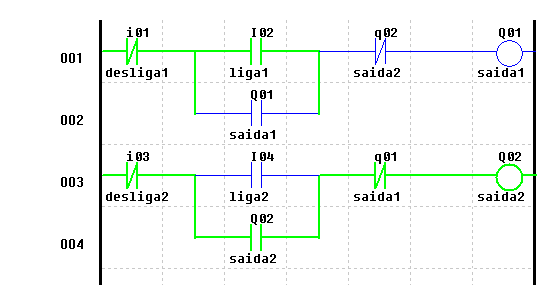 i01 I02 q02 Q01
001
desliga1 liga1 saida2 saida1
Q01
002
saida1
i03 I04 q01 Q02
003
desliga2 liga2 saida1 saida2
Q02
004
saida2